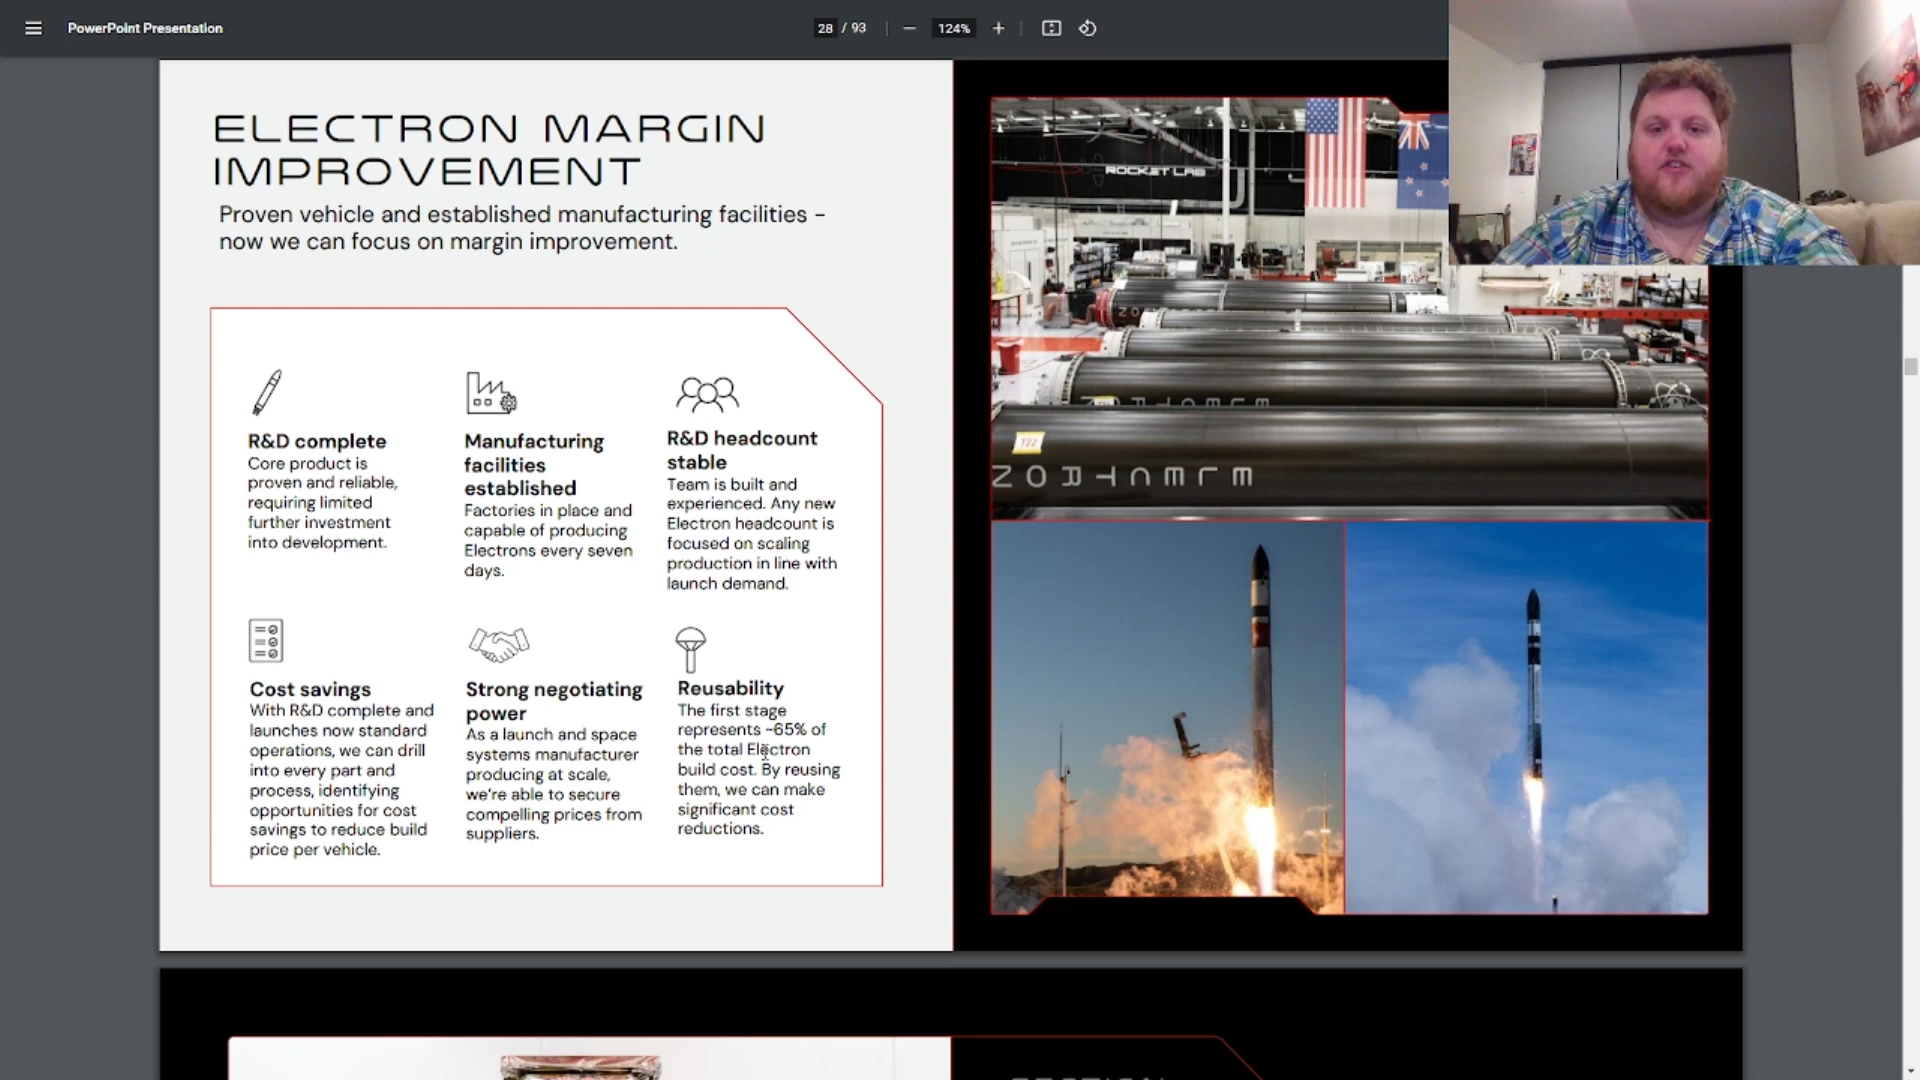 PowerPoint Presentation
28 / 93
124%
ELECTRON MARGIN
IMPROVEMENT
Proven vehicle and established manufacturing facilities –
now we can focus on margin improvement.
R&D complete
Core product is
proven and reliable,
requiring limited
further investment
into development.
Manufacturing
facilities
established
Factories in place and
capable of producing
Electrons every seven
days.
R&D headcount
stable
Team is built and
experienced. Any new
Electron headcount is
focused on scaling
production in line with
launch demand.
Cost savings
With R&D complete and
launches now standard
operations, we can drill
into every part and
process, identifying
opportunities for cost
savings to reduce build
price per vehicle.
Strong negotiating
power
As a launch and space
systems manufacturer
producing at scale,
we're able to secure
compelling prices from
suppliers.
Reusability
The first stage
represents ~65% of
the total Electron
build cost. By reusing
them, we can make
significant cost
reductions.
ROCKET LAB
ELECTRON